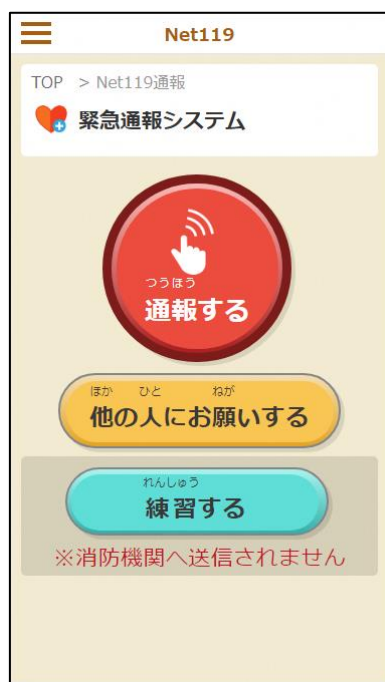 Net119
TOP > Net119通報
緊急通報システム
つうほう
通報する
ほか ひと ねが
他の人にお願いする
れんしゅう
練習する
※消防機関へ送信されません